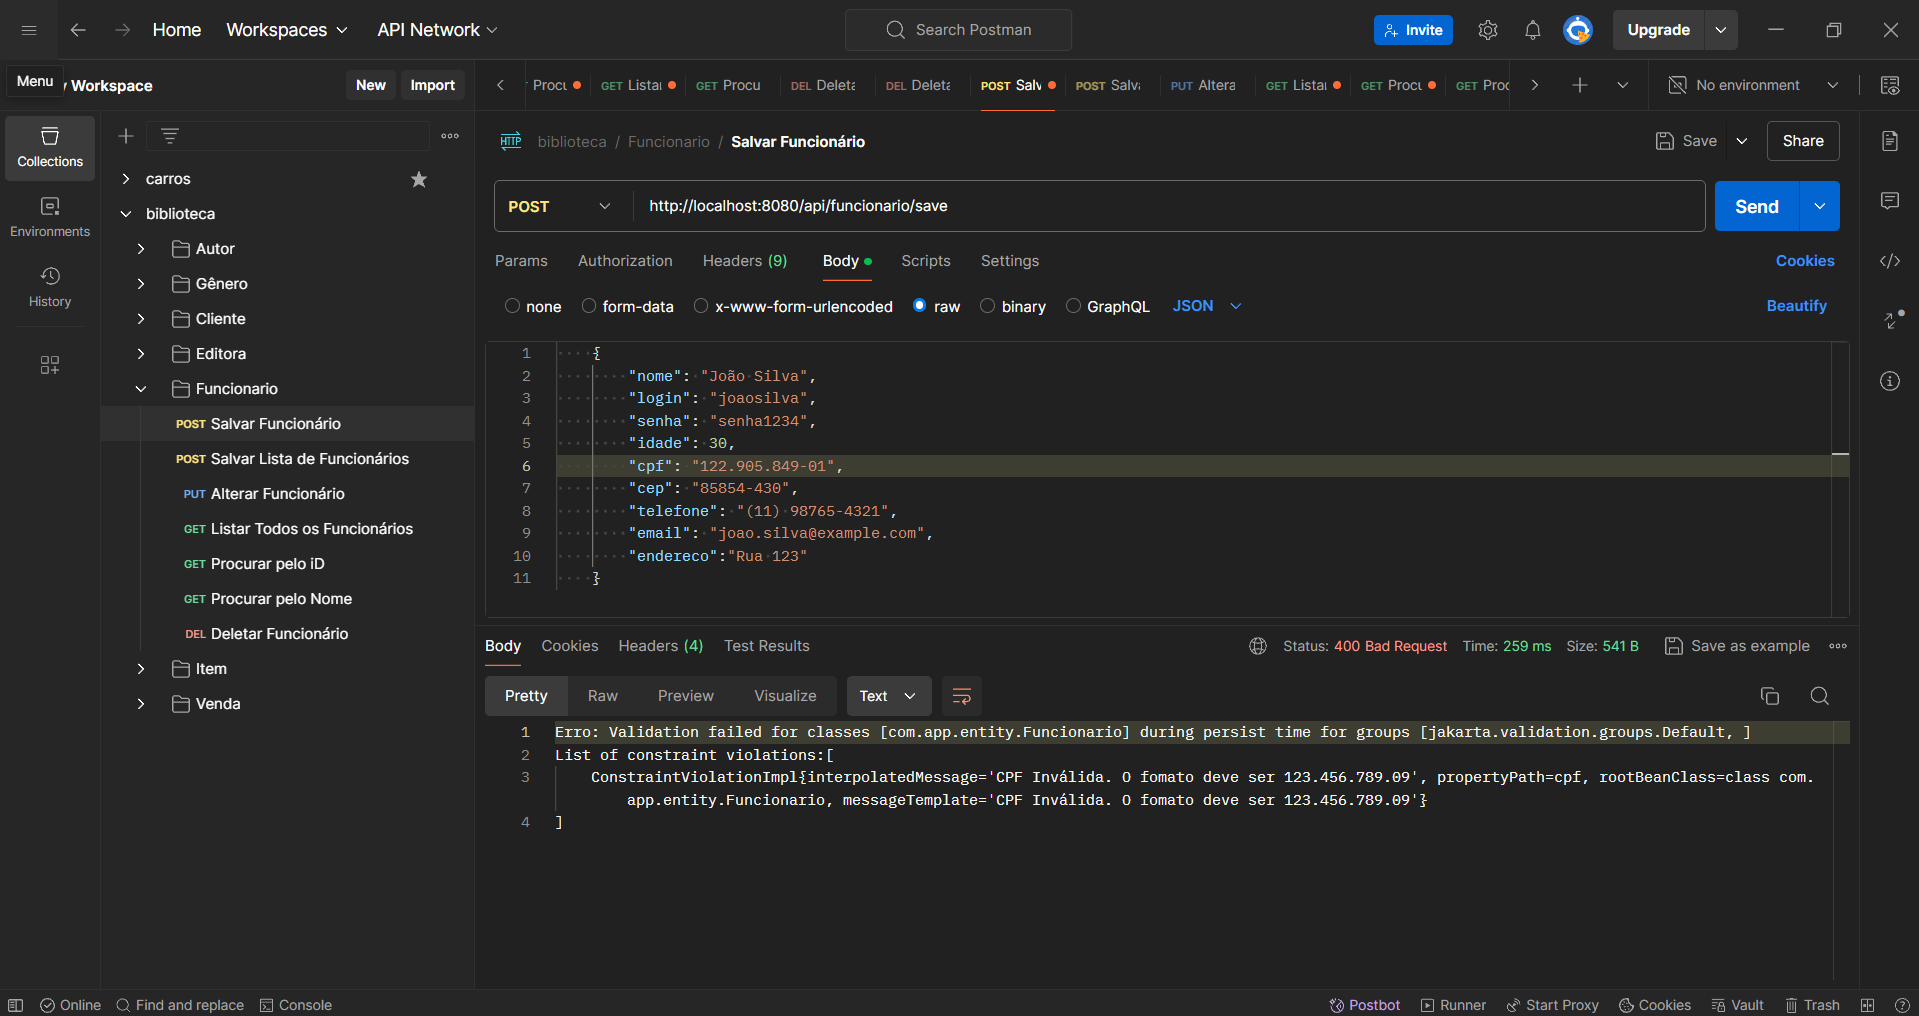 Home
Workspaces
API Network
Search Postman
Invite
Upgrade
Menu
y Workspace
New
Import
Procu
GET Listar
GET Procu
DEL Deleta
DEL Deleta
POST Salv
POST Salv
PUT Altera
GET Listar
GET Procu
GET Proc
No environment
Collections
Environments
History
carros
biblioteca
Autor
Gênero
Cliente
Editora
Funcionario
POST Salvar Funcionário
POST Salvar Lista de Funcionários
PUT Alterar Funcionário
GET Listar Todos os Funcionários
GET Procurar pelo iD
GET Procurar pelo Nome
DEL Deletar Funcionário
Item
Venda
HTTP biblioteca / Funcionario / Salvar Funcionário
Save
Share
POST http://localhost:8080/api/funcionario/save
Send
Params Authorization Headers (9) Body Scripts Settings
Cookies
none form-data x-www-form-urlencoded raw binary GraphQL JSON
Beautify
1 {
2 "nome": "João Silva",
3 "login": "joaosilva",
4 "senha": "senha1234",
5 "idade": 30,
6 "cpf": "122.905.849-01",
7 "cep": "85854-430",
8 "telefone": "(11) 98765-4321",
9 "email": "joao.silva@example.com",
10 "endereco":"Rua 123"
11 }
Body Cookies Headers (4) Test Results
Status: 400 Bad Request Time: 259 ms Size: 541 B
Save as example
Pretty Raw Preview Visualize Text
1 Erro: Validation failed for classes [com.app.entity.Funcionario] during persist time for groups [jakarta.validation.groups.Default, ]
2 List of constraint violations:[
3 ConstraintViolationImpl{interpolatedMessage='CPF Inválida. O fomato deve ser 123.456.789.09', propertyPath=cpf, rootBeanClass=class com.
app.entity.Funcionario, messageTemplate='CPF Inválida. O fomato deve ser 123.456.789.09'}
4 ]
Online
Find and replace
Console
Postbot
Runner
Start Proxy
Cookies
Vault
Trash